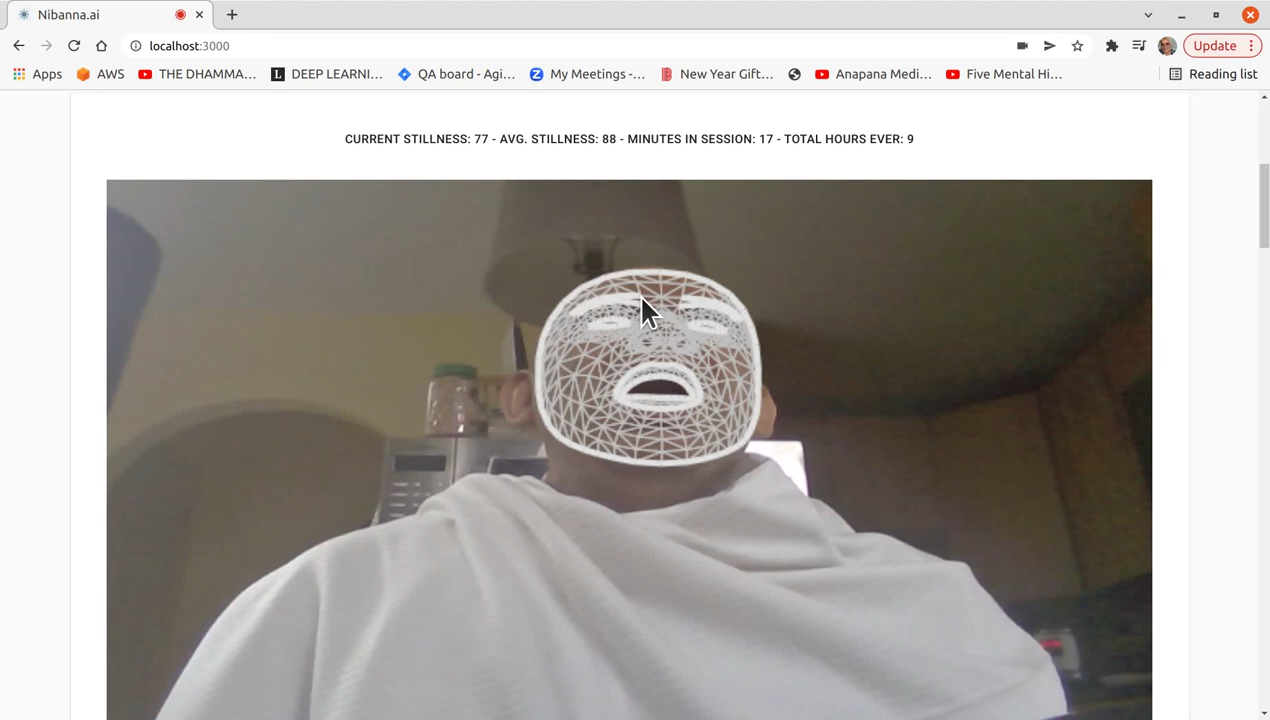 Nibanna.ai
localhost:3000
Update
Apps
AWS
THE DHAMMA...
DEEP LEARNI...
QA board - Agi...
My Meetings -...
New Year Gift...
Anapana Medi...
Five Mental Hi...
Reading list
CURRENT STILLNESS: 77 - AVG. STILLNESS: 88 - MINUTES IN SESSION: 17 - TOTAL HOURS EVER: 9